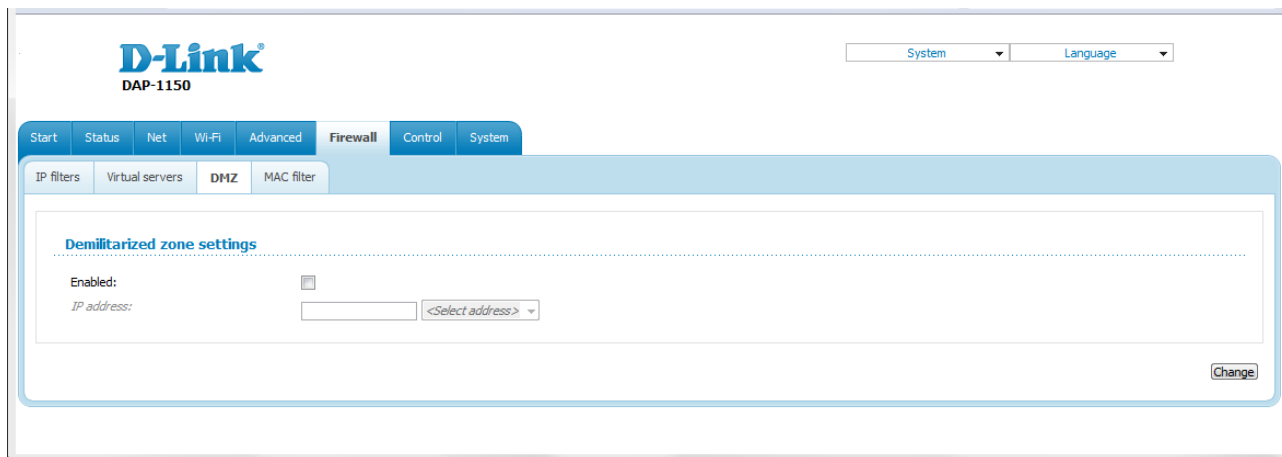 D-Link®
System Language
DAP-1150
Start Status Net Wi-Fi Advanced Firewall Control System
IP filters Virtual servers DMZ MAC filter
Demilitarized zone settings
Enabled:
IP address: <Select address>
Change